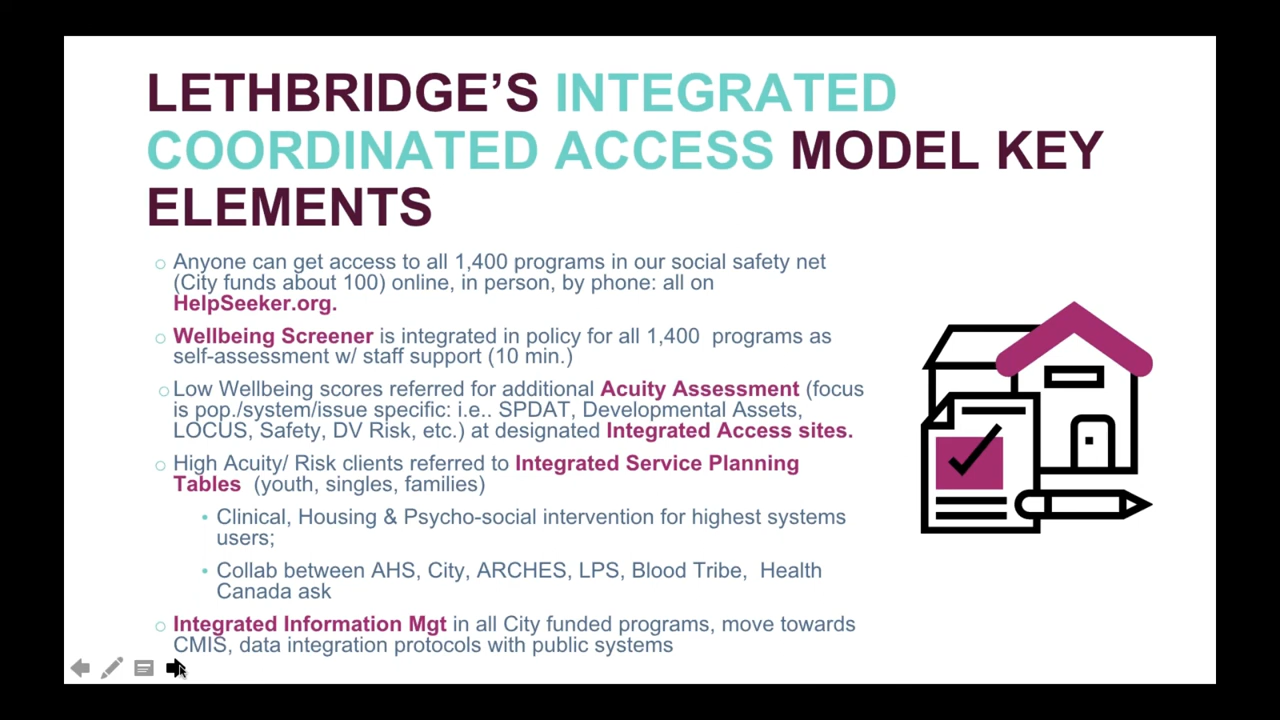 LETHBRIDGE’S INTEGRATED
COORDINATED ACCESS MODEL KEY
ELEMENTS
Anyone can get access to all 1,400 programs in our social safety net
(City funds about 100) online, in person, by phone: all on
HelpSeeker.org.
Wellbeing Screener is integrated in policy for all 1,400 programs as
self-assessment w/ staff support (10 min.)
Low Wellbeing scores referred for additional Acuity Assessment (focus
is pop./system/issue specific: i.e.. SPDAT, Developmental Assets,
LOCUS, Safety, DV Risk, etc.) at designated Integrated Access sites.
High Acuity/ Risk clients referred to Integrated Service Planning
Tables (youth, singles, families)
Clinical, Housing & Psycho-social intervention for highest systems
users;
Collab between AHS, City, ARCHES, LPS, Blood Tribe, Health
Canada ask
Integrated Information Mgt in all City funded programs, move towards
CMIS, data integration protocols with public systems